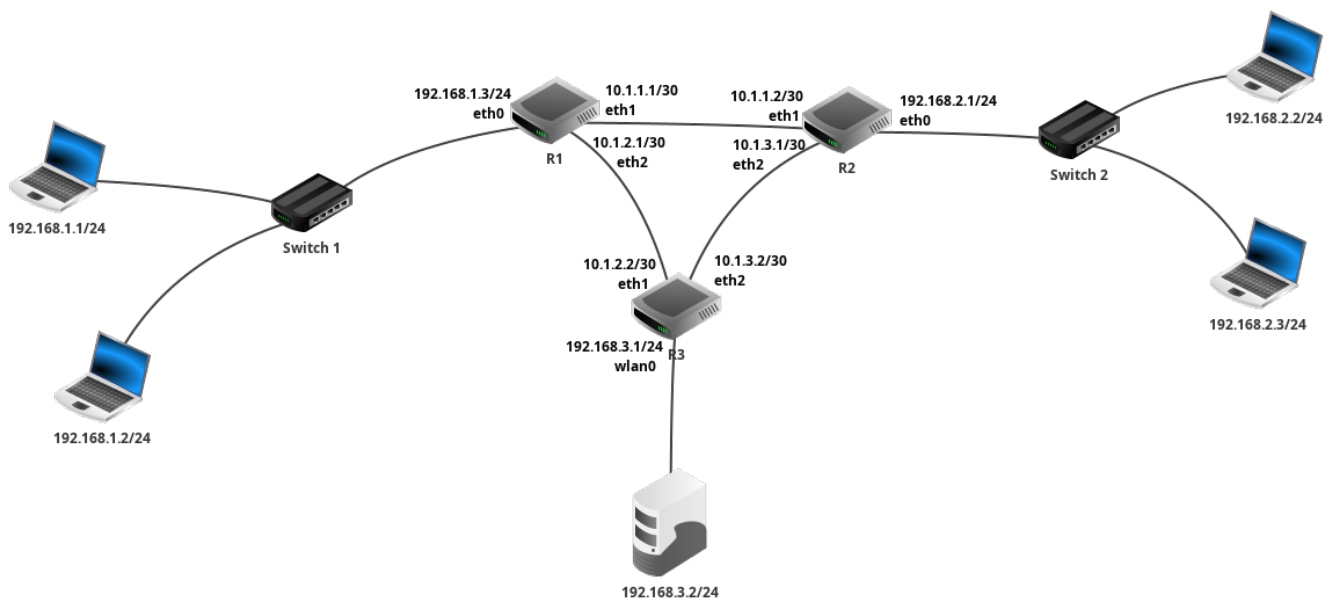 192.168.1.3/24
eth0
10.1.1.1/30
eth1
10.1.2.1/30
eth2
R1
10.1.1.2/30
eth1
10.1.3.1/30
eth2
192.168.2.1/24
eth0
R2
Switch 2
192.168.2.2/24
192.168.2.3/24
192.168.1.1/24
Switch 1
192.168.1.2/24
10.1.2.2/30
eth1
10.1.3.2/30
eth2
192.168.3.1/24
wlan0
R3
192.168.3.2/24